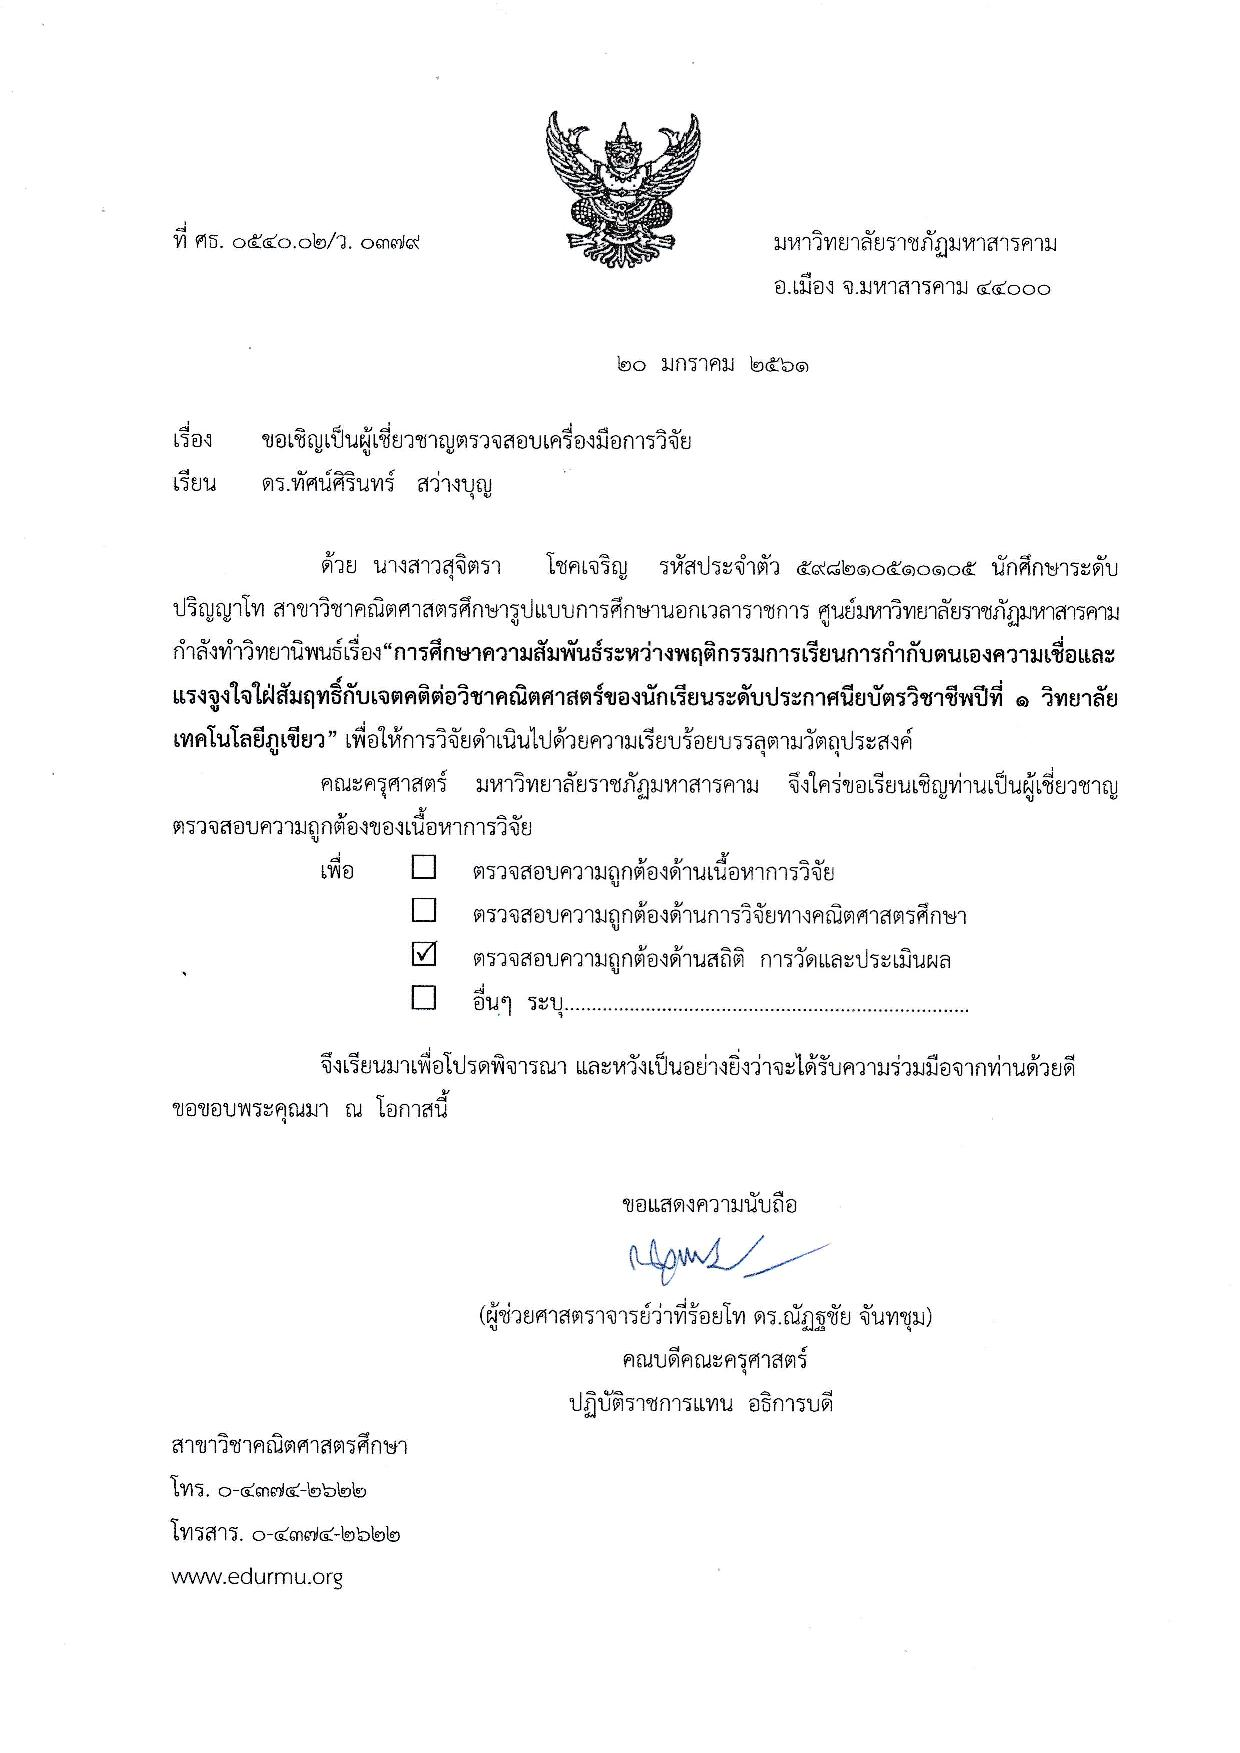 ที่ ศธ. ๐๕๔๐.๐๒/ว. ๐๓๗๙
มหาวิทยาลัยราชภัฏมหาสารคาม
อ.เมือง จ.มหาสารคาม ๔๔๐๐๐
๒๐ มกราคม ๒๕๖๑
เรื่อง ขอเชิญเป็นผู้เชี่ยวชาญตรวจสอบเครื่องมือการวิจัย
เรียน ดร.ทัศน์ศิรินทร์ สว่างบุญ
ด้วย นางสาวสุจิตรา โชคเจริญ รหัสประจำตัว ๕๙๘๒๑๐๕๑๐๑๐๕ นักศึกษาระดับ
ปริญญาโท สาขาวิชาคณิตศาสตรศึกษารูปแบบการศึกษานอกเวลาราชการ ศูนย์มหาวิทยาลัยราชภัฏมหาสารคาม
กำลังทำวิทยานิพนธ์เรื่อง“การศึกษาความสัมพันธ์ระหว่างพฤติกรรมการเรียนการกำกับตนเองความเชื่อและ
แรงจูงใจใฝ่สัมฤทธิ์กับเจตคติต่อวิชาคณิตศาสตร์ของนักเรียนระดับประกาศนียบัตรวิชาชีพปีที่ ๑ วิทยาลัย
เทคโนโลยีภูเขียว” เพื่อให้การวิจัยดำเนินไปด้วยความเรียบร้อยบรรลุตามวัตถุประสงค์
คณะครุศาสตร์ มหาวิทยาลัยราชภัฏมหาสารคาม จึงใคร่ขอเรียนเชิญท่านเป็นผู้เชี่ยวชาญ
ตรวจสอบความถูกต้องของเนื้อหาการวิจัย
เพื่อ ☐ ตรวจสอบความถูกต้องด้านเนื้อหาการวิจัย
☐ ตรวจสอบความถูกต้องด้านการวิจัยทางคณิตศาสตรศึกษา
☑ ตรวจสอบความถูกต้องด้านสถิติ การวัดและประเมินผล
☐ อื่นๆ ระบุ..........................................................................
จึงเรียนมาเพื่อโปรดพิจารณา และหวังเป็นอย่างยิ่งว่าจะได้รับความร่วมมือจากท่านด้วยดี
ขอขอบพระคุณมา ณ โอกาสนี้
ขอแสดงความนับถือ
(ผู้ช่วยศาสตราจารย์ว่าที่ร้อยโท ดร.ณัฏฐชัย จันทชุม)
คณบดีคณะครุศาสตร์
ปฏิบัติราชการแทน อธิการบดี
สาขาวิชาคณิตศาสตรศึกษา
โทร. ๐-๔๓๗๔-๒๖๒๒
โทรสาร. ๐-๔๓๗๔-๒๖๒๒
www.edurmu.org